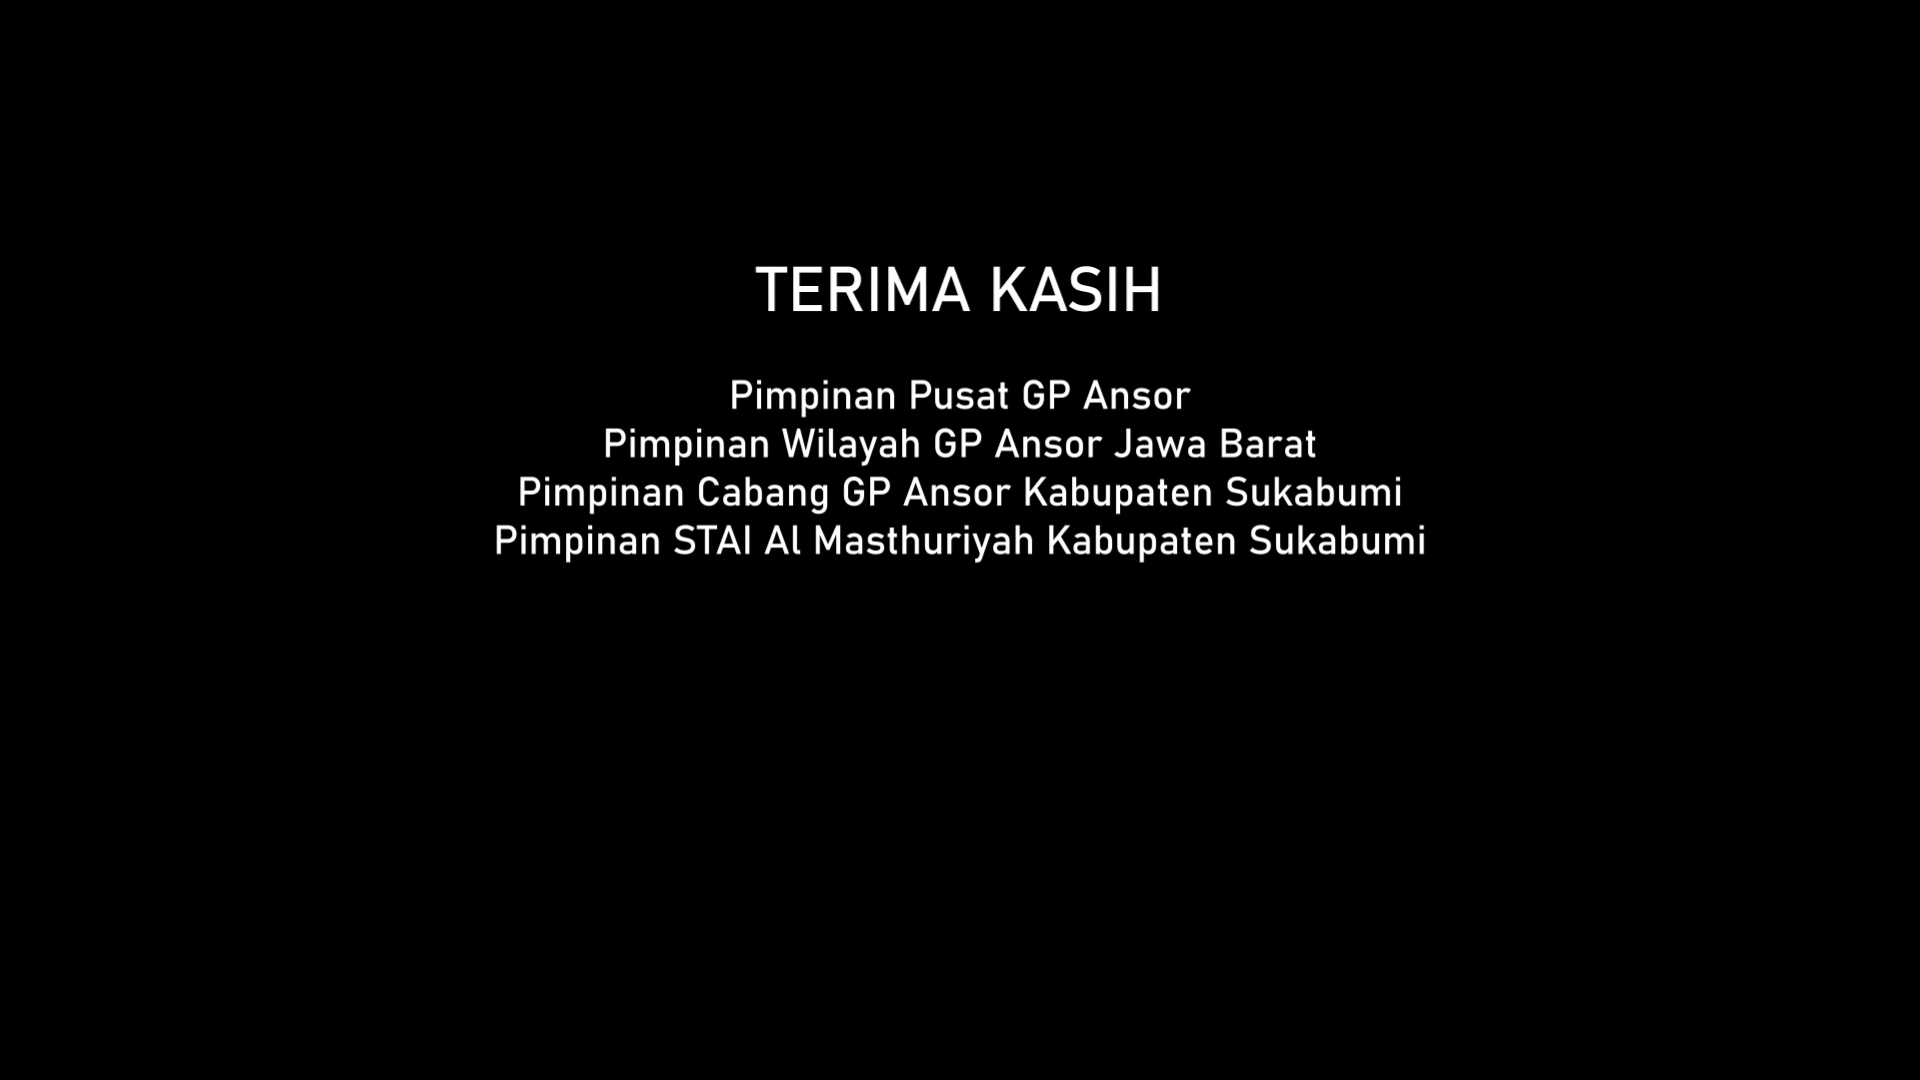 TERIMA KASIH
Pimpinan Pusat GP Ansor
Pimpinan Wilayah GP Ansor Jawa Barat
Pimpinan Cabang GP Ansor Kabupaten Sukabumi
Pimpinan STAI Al Masthuriyah Kabupaten Sukabumi